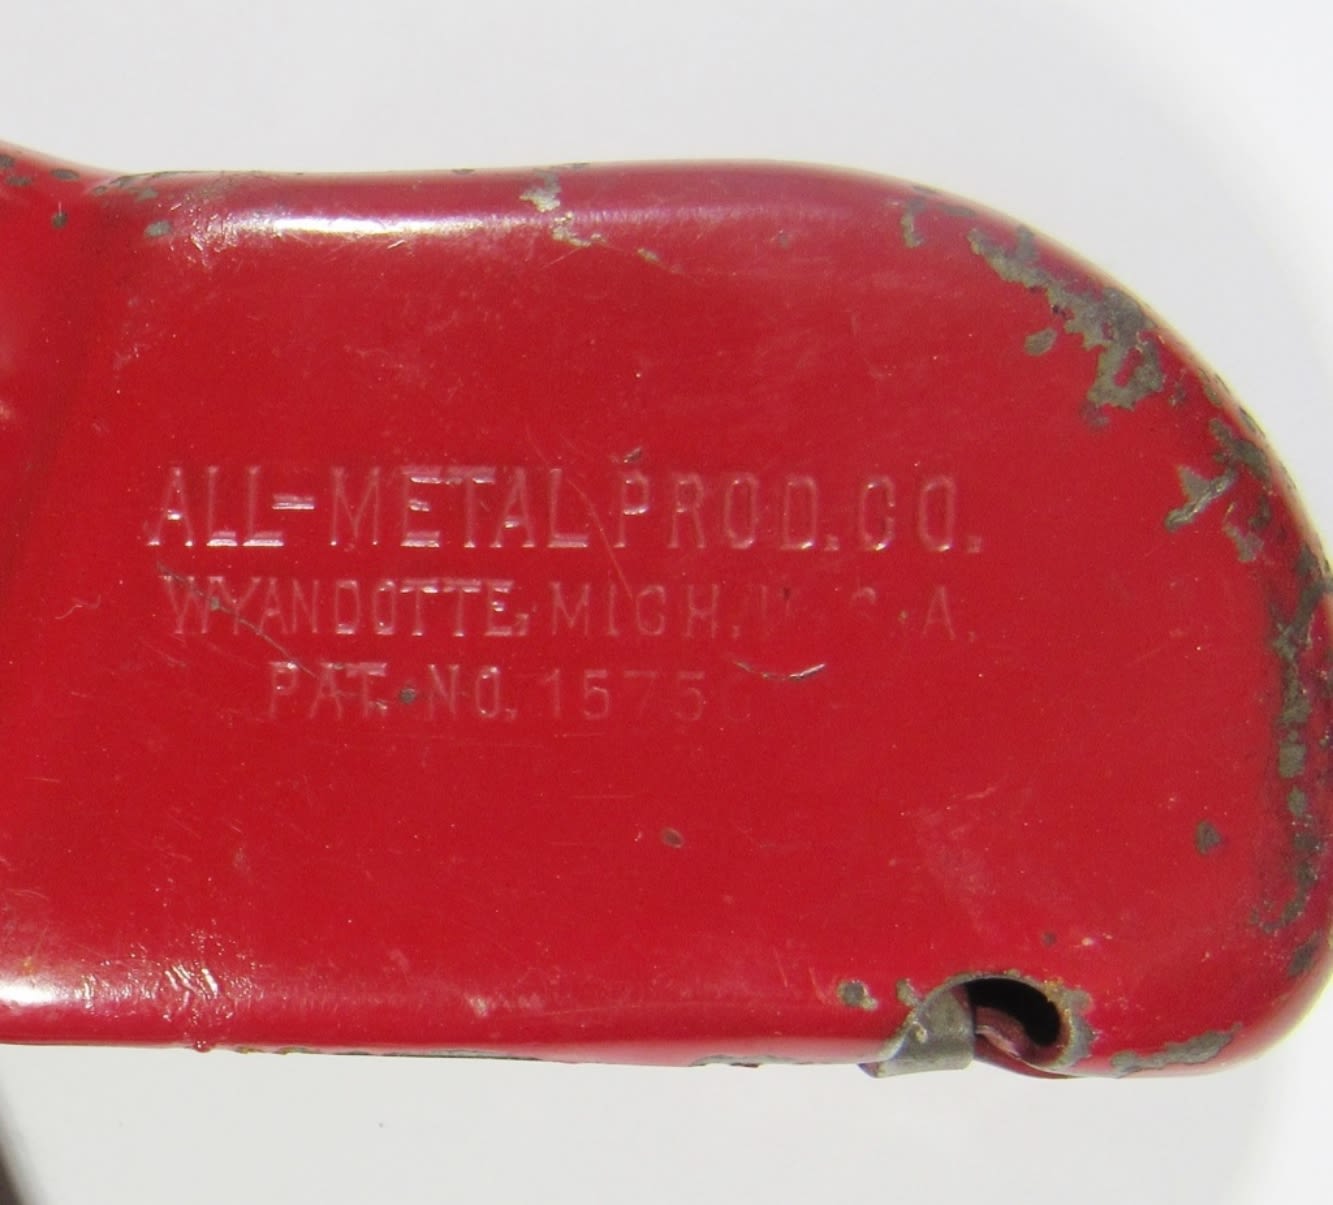 ALL-METAL PROD. CO.
WYANDOTTE, MICH. U.S.A.
PAT. NO.